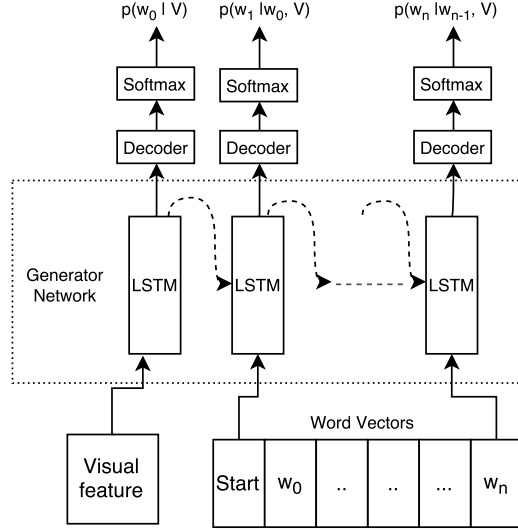 p(w₀ | V) p(w₁ |w₀, V) p(wₙ |wₙ₋₁, V)
Softmax Softmax Softmax
Decoder Decoder Decoder
Generator
Network
LSTM LSTM LSTM
Word Vectors
Visual
feature
Start w₀ .. .. ... wₙ